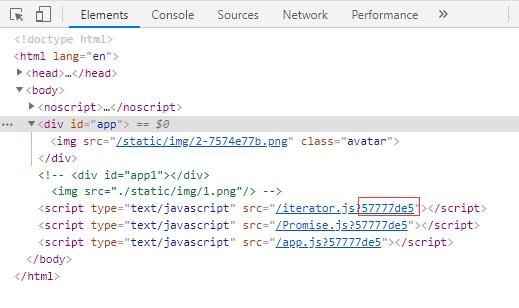 Elements Console Sources Network Performance »
<!doctype html>
<html lang="en">
<head>…</head>
<body>
<noscript>…</noscript>
… <div id="app"> == $0
<img src="/static/img/2-7574e77b.png" class="avatar">
</div>
<!-- <div id="app1"></div>
<img src="./static/img/1.png"/> -->
<script type="text/javascript" src="/iterator.js?57777de5"></script>
<script type="text/javascript" src="/Promise.js?57777de5"></script>
<script type="text/javascript" src="/app.js?57777de5"></script>
</body>
</html>